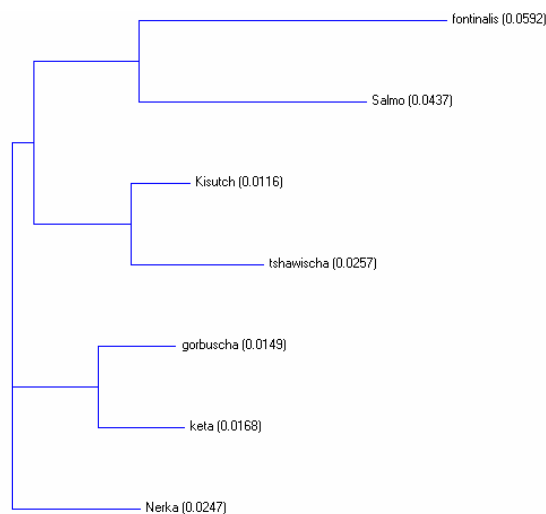 fontinalis (0.0592)
Salmo (0.0437)
Kisutch (0.0116)
tshawischa (0.0257)
gorbuscha (0.0149)
keta (0.0168)
Nerka (0.0247)